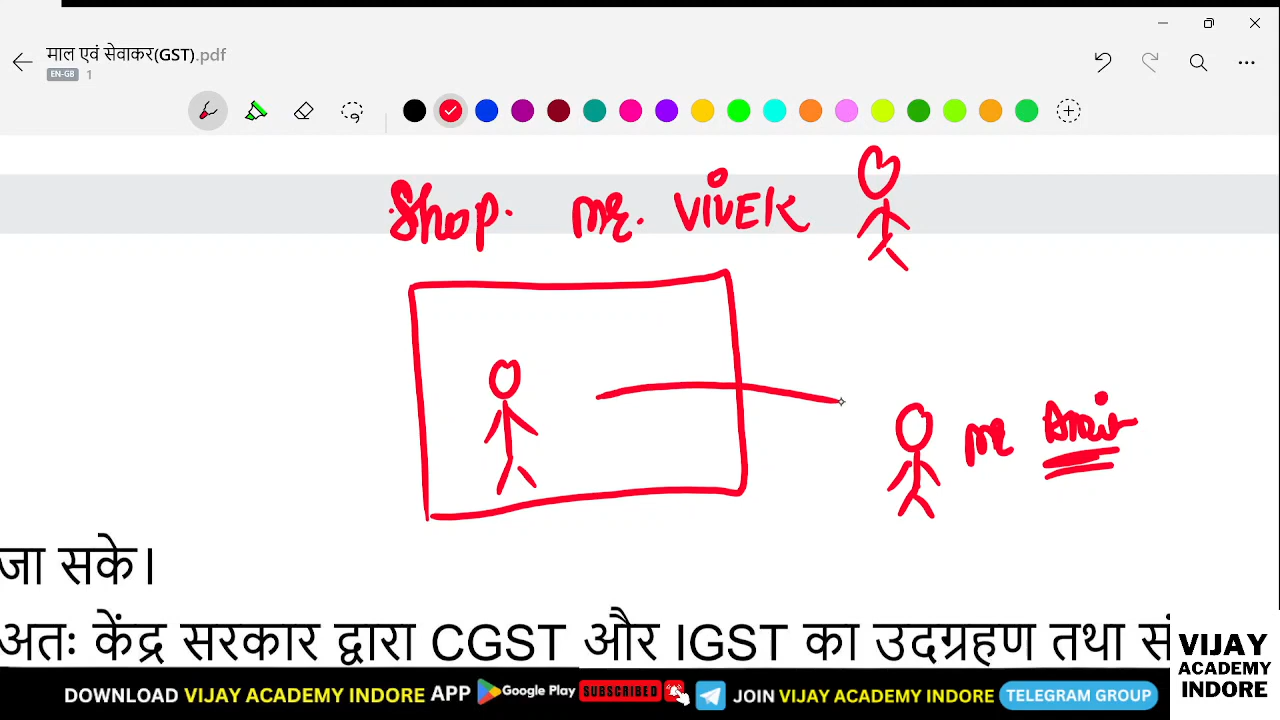 माल एवं सेवाकर(GST).pdf
EN-GB 1
Shop. Mr. VIVEK
Mr Amit
जा सके।
अतः केंद्र सरकार द्वारा CGST और IGST का उदग्रहण तथा सं
VIJAY
ACADEMY
INDORE
DOWNLOAD VIJAY ACADEMY INDORE APP Google Play SUBSCRIBED JOIN VIJAY ACADEMY INDORE TELEGRAM GROUP